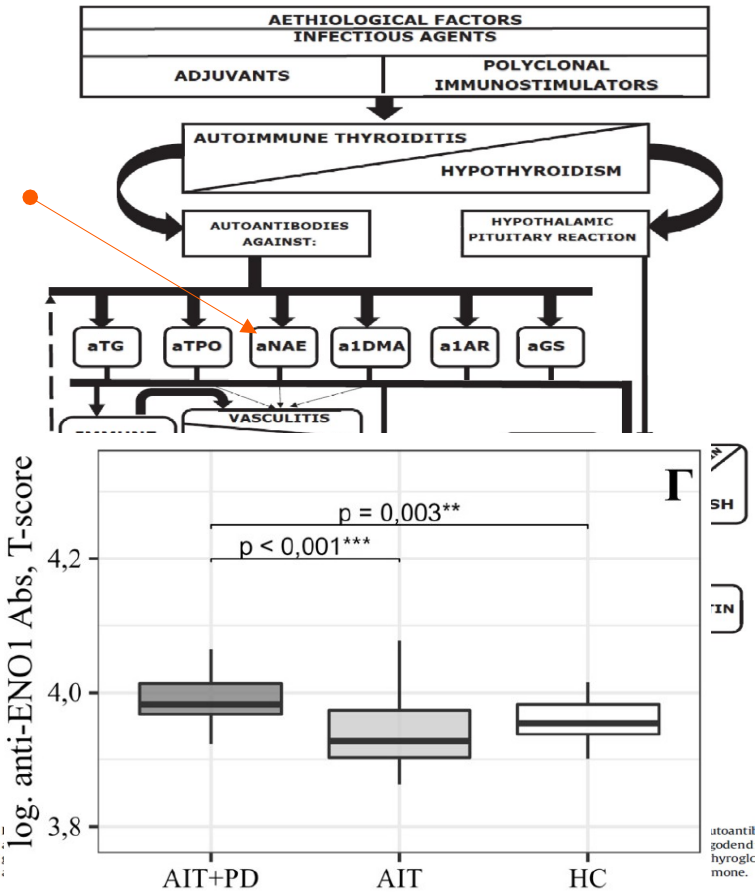 AETHIOLOGICAL FACTORS
INFECTIOUS AGENTS
ADJUVANTS
POLYCLONAL
IMMUNOSTIMULATORS
AUTOIMMUNE THYROIDITIS
HYPOTHYROIDISM
AUTOANTIBODIES
AGAINST:
HYPOTHALAMIC
PITUITARY REACTION
aTG aTPO aNAE a1DMA a1AR aGS
VASCULITIS
SH
TIN
Г
log. anti-ENO1 Abs, T-score
p = 0,003**
p < 0,001***
4,2
4,0
3,8
AIT+PD AIT HC
utoantib
godend
hyroglo
mone.